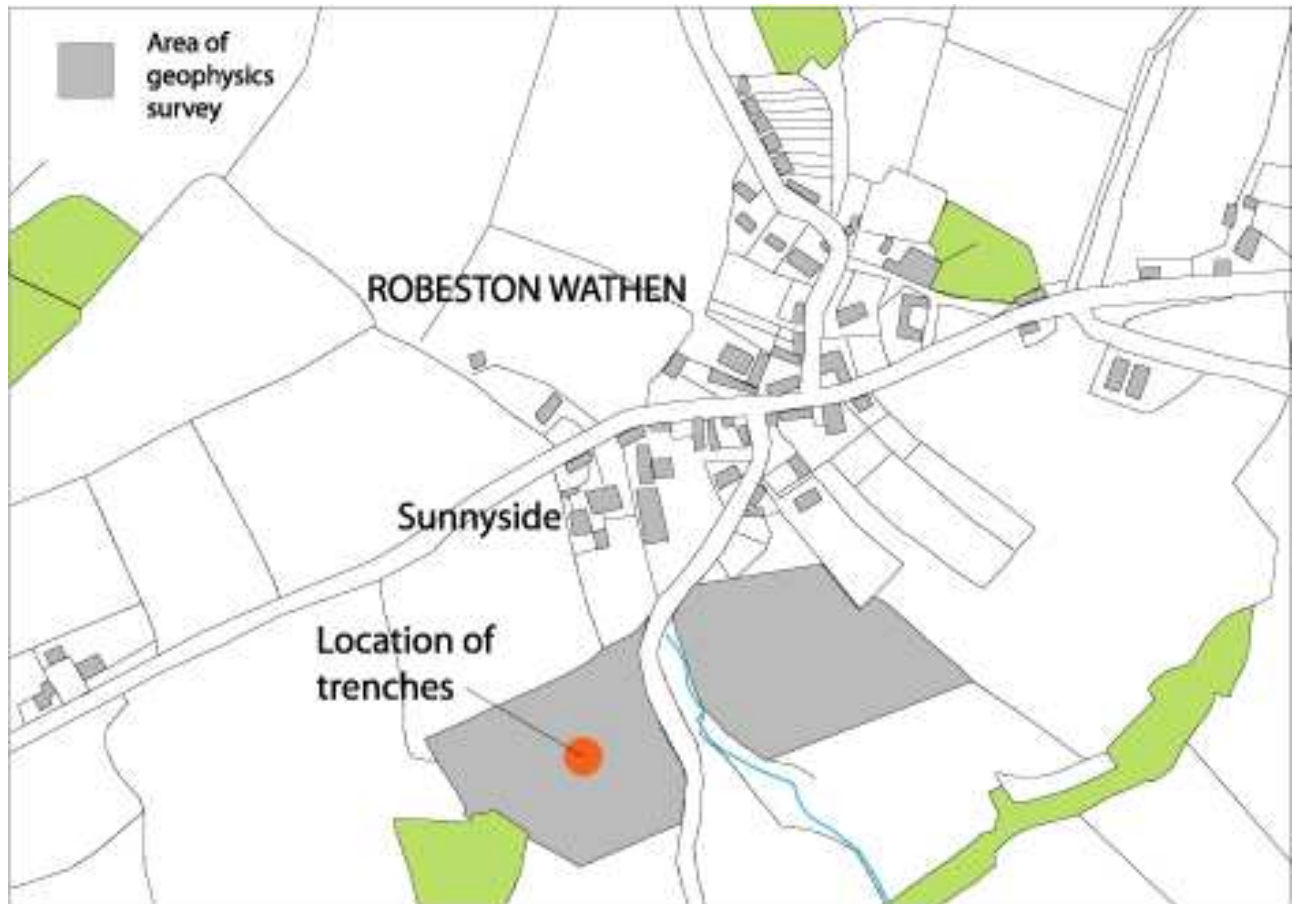 Area of
geophysics
survey
ROBESTON WATHEN
Sunnyside
Location of
trenches